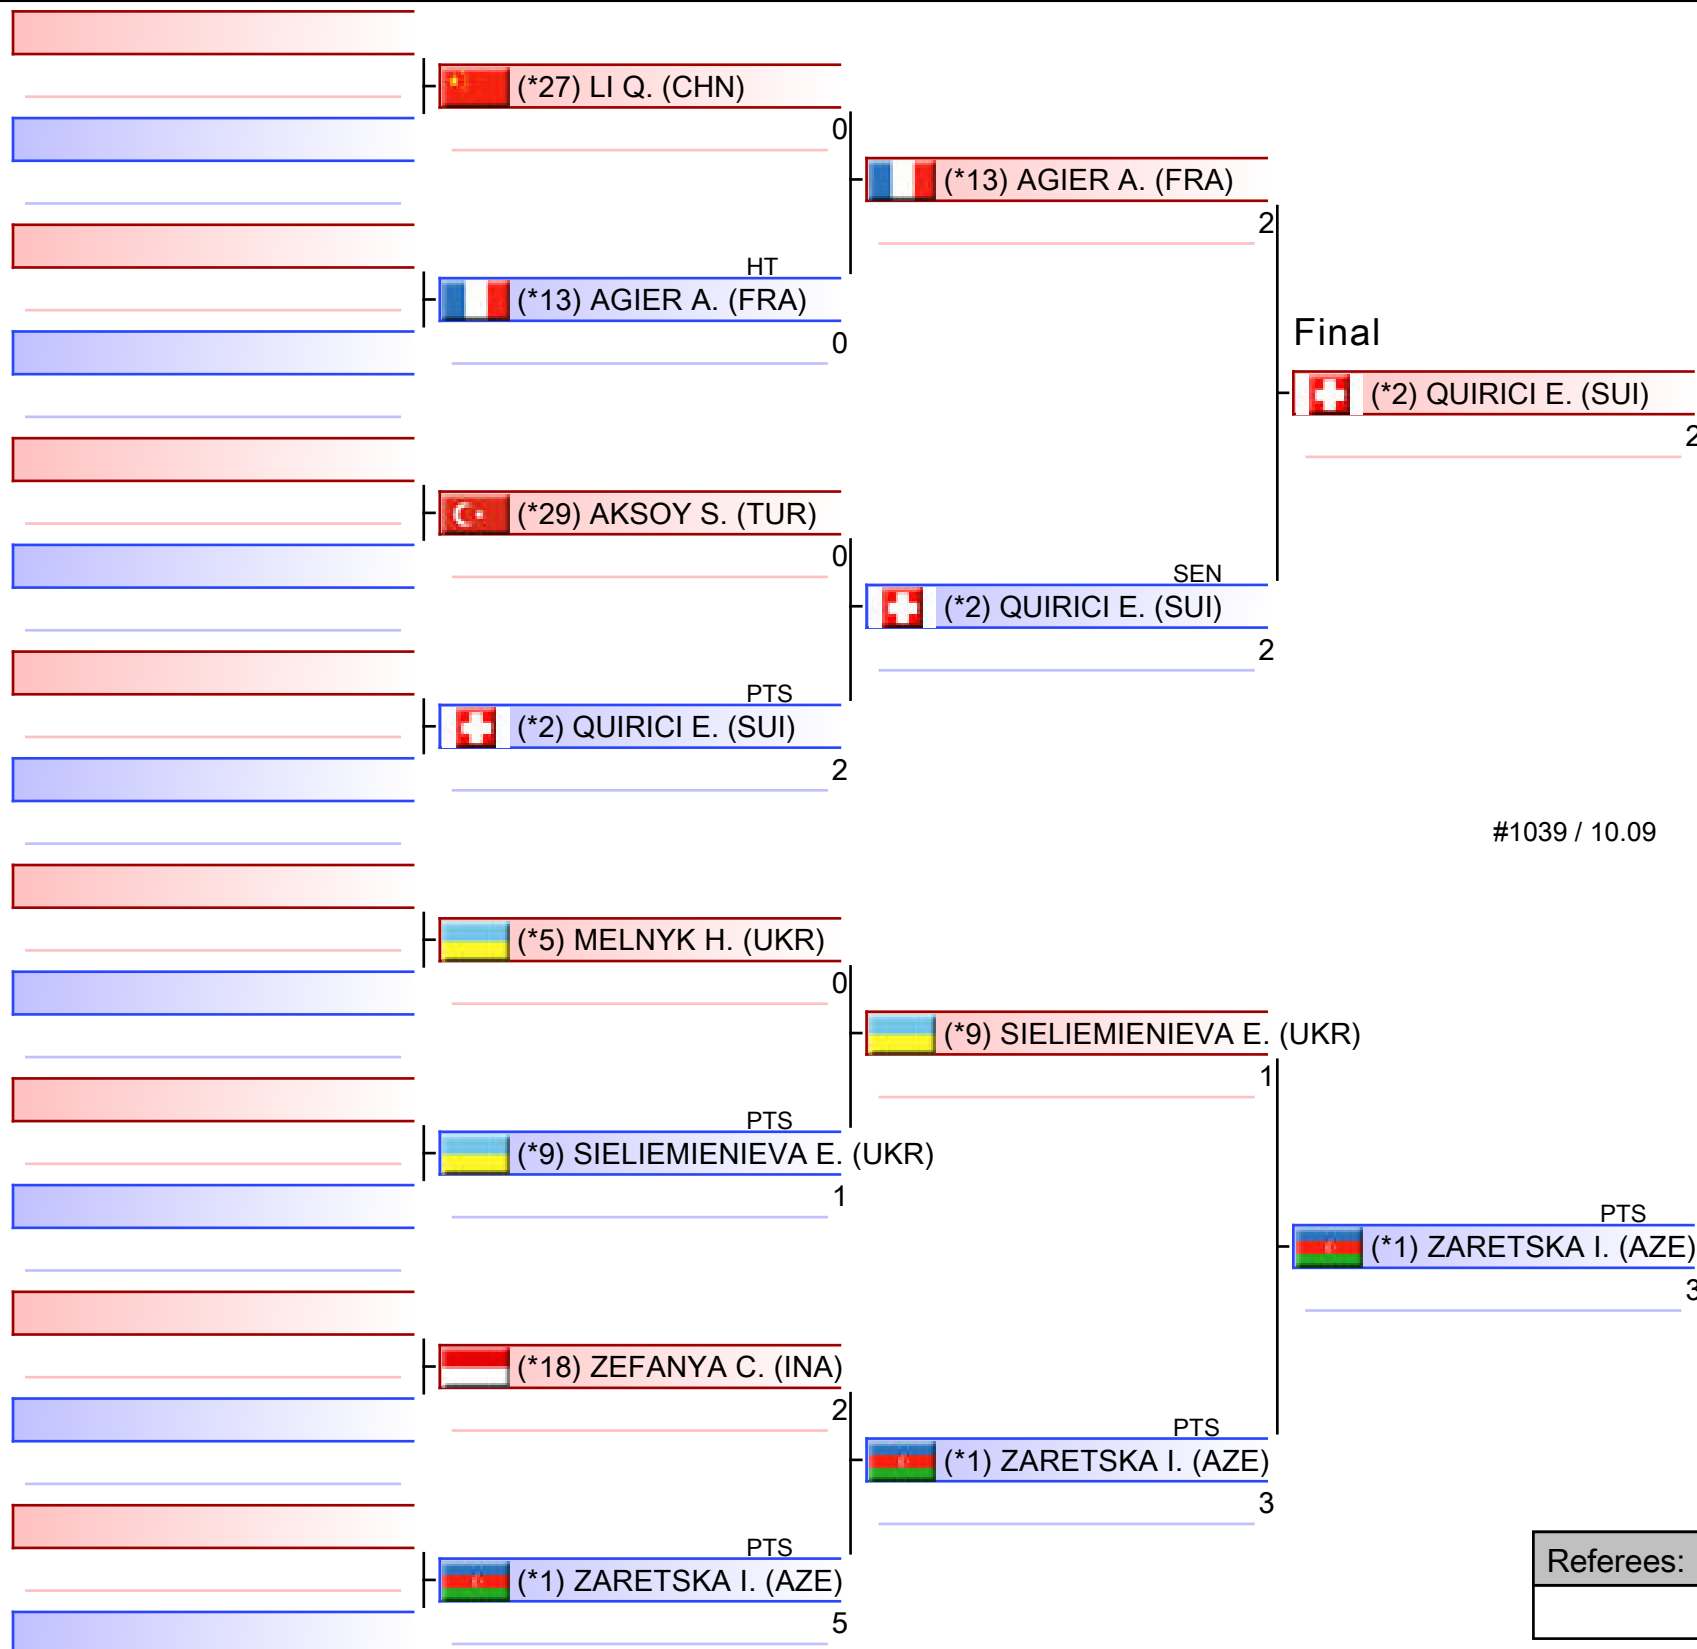 (*27) LI Q. (CHN)
0
(*13) AGIER A. (FRA)
2
HT
(*13) AGIER A. (FRA)
0
Final
(*2) QUIRICI E. (SUI)
2
(*29) AKSOY S. (TUR)
0
SEN
(*2) QUIRICI E. (SUI)
2
PTS
(*2) QUIRICI E. (SUI)
2
#1039 / 10.09
(*5) MELNYK H. (UKR)
0
(*9) SIELIEMIENIEVA E. (UKR)
1
PTS
(*9) SIELIEMIENIEVA E. (UKR)
1
PTS
(*1) ZARETSKA I. (AZE)
3
(*18) ZEFANYA C. (INA)
2
PTS
(*1) ZARETSKA I. (AZE)
3
PTS
(*1) ZARETSKA I. (AZE)
5
Referees: